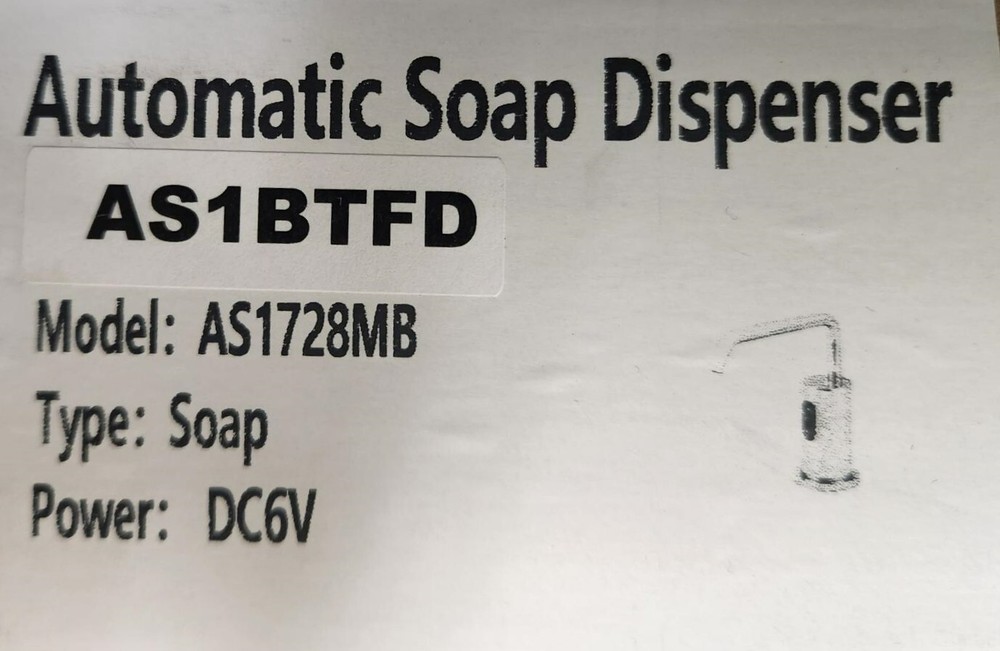 Automatic Soap Dispenser
AS1BTFD
Model: AS1728MB
Type: Soap
Power: DC6V